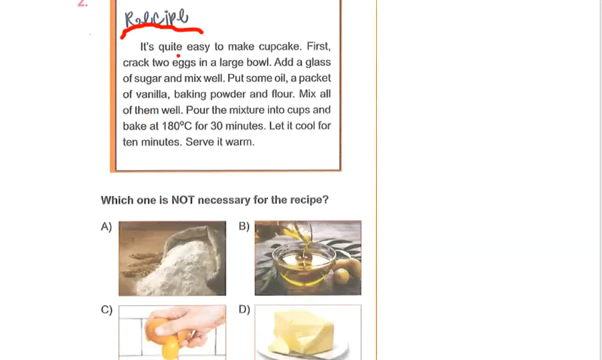 2.
Recipe
It's quite easy to make cupcake. First,
crack two eggs in a large bowl. Add a glass
of sugar and mix well. Put some oil, a packet
of vanilla, baking powder and flour. Mix all
of them well. Pour the mixture into cups and
bake at 180ºC for 30 minutes. Let it cool for
ten minutes. Serve it warm.
Which one is NOT necessary for the recipe?
A)
B)
C)
D)